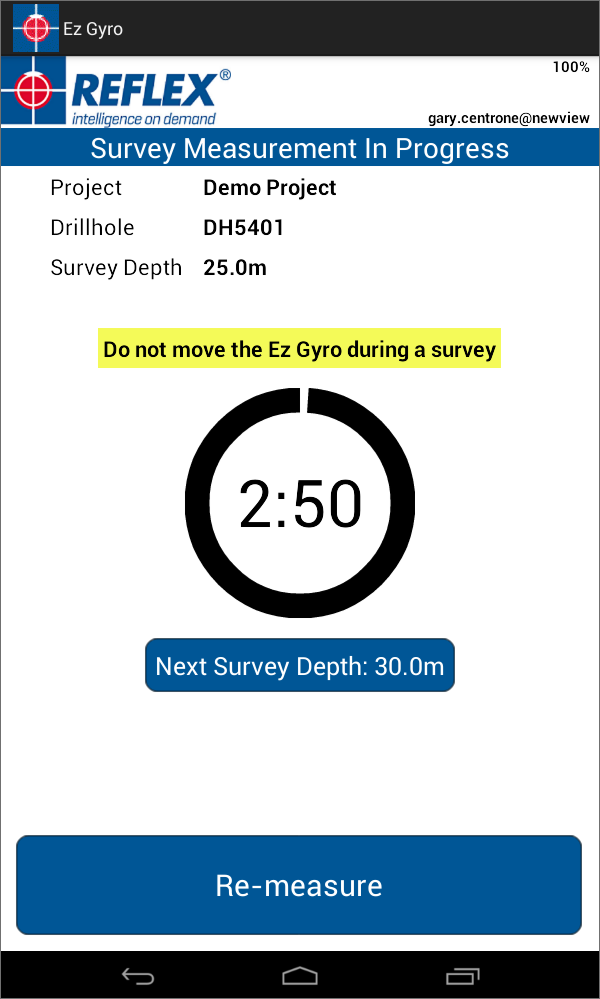 Ez Gyro
100%
REFLEX®
intelligence on demand
gary.centrone@newview
Survey Measurement In Progress
Project Demo Project
Drillhole DH5401
Survey Depth 25.0m
Do not move the Ez Gyro during a survey
2:50
Next Survey Depth: 30.0m
Re-measure